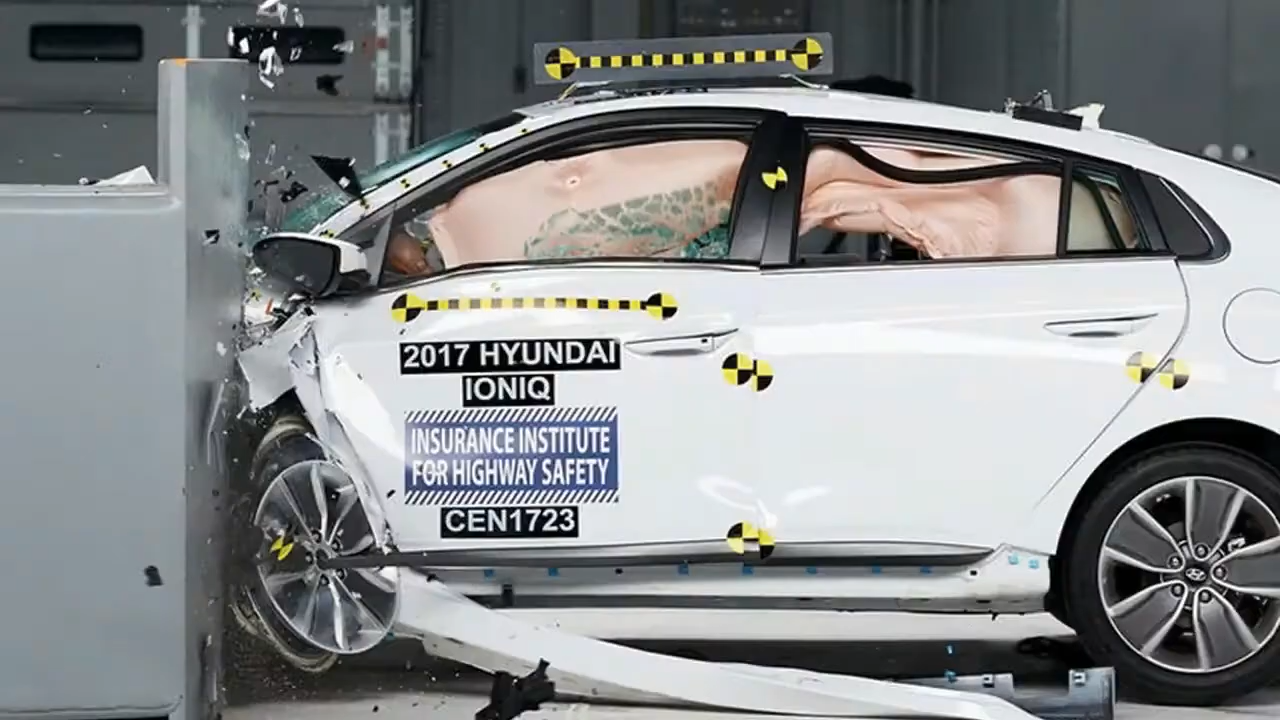 2017 HYUNDAI
IONIQ
INSURANCE INSTITUTE
FOR HIGHWAY SAFETY
CEN1723